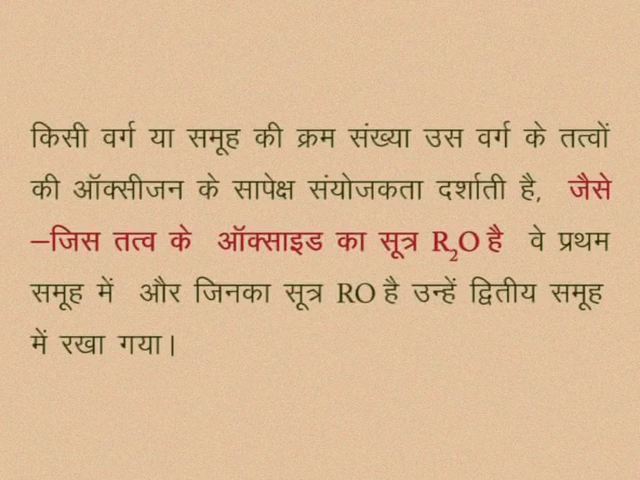 किसी वर्ग या समूह की क्रम संख्या उस वर्ग के तत्वों
की ऑक्सीजन के सापेक्ष संयोजकता दर्शाती है, जैसे
–जिस तत्व के ऑक्साइड का सूत्र R₂O है वे प्रथम
समूह में और जिनका सूत्र RO है उन्हें द्वितीय समूह
में रखा गया।